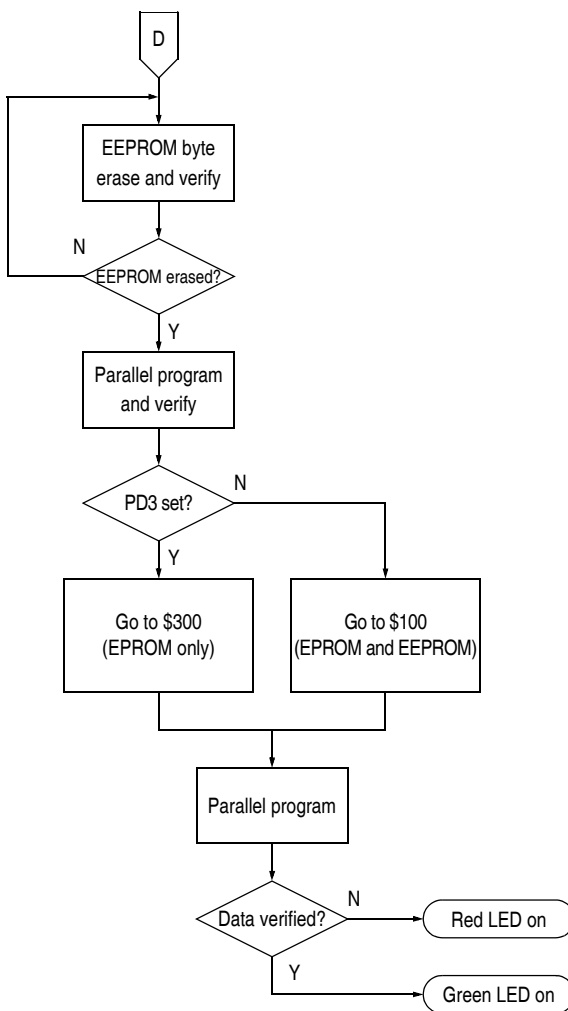 D
EEPROM byte
erase and verify
N
EEPROM erased?
Y
Parallel program
and verify
PD3 set?
N
Y
Go to $300
(EPROM only)
Go to $100
(EPROM and EEPROM)
Parallel program
Data verified?
N
Red LED on
Y
Green LED on